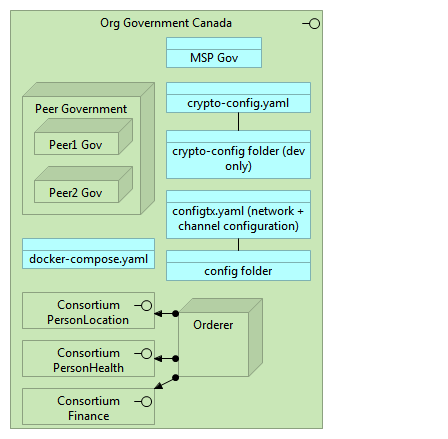 Org Government Canada
MSP Gov
Peer Government
Peer1 Gov
Peer2 Gov
crypto-config.yaml
crypto-config folder (dev
only)
configtx.yaml (network +
channel configuration)
docker-compose.yaml
config folder
Consortium
PersonLocation
Orderer
Consortium
PersonHealth
Consortium
Finance